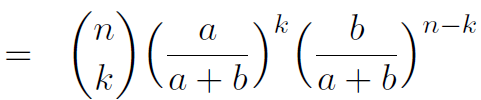 = \binom{n}{k} \left( \frac{a}{a+b} \right)^k \left( \frac{b}{a+b} \right)^{n-k}